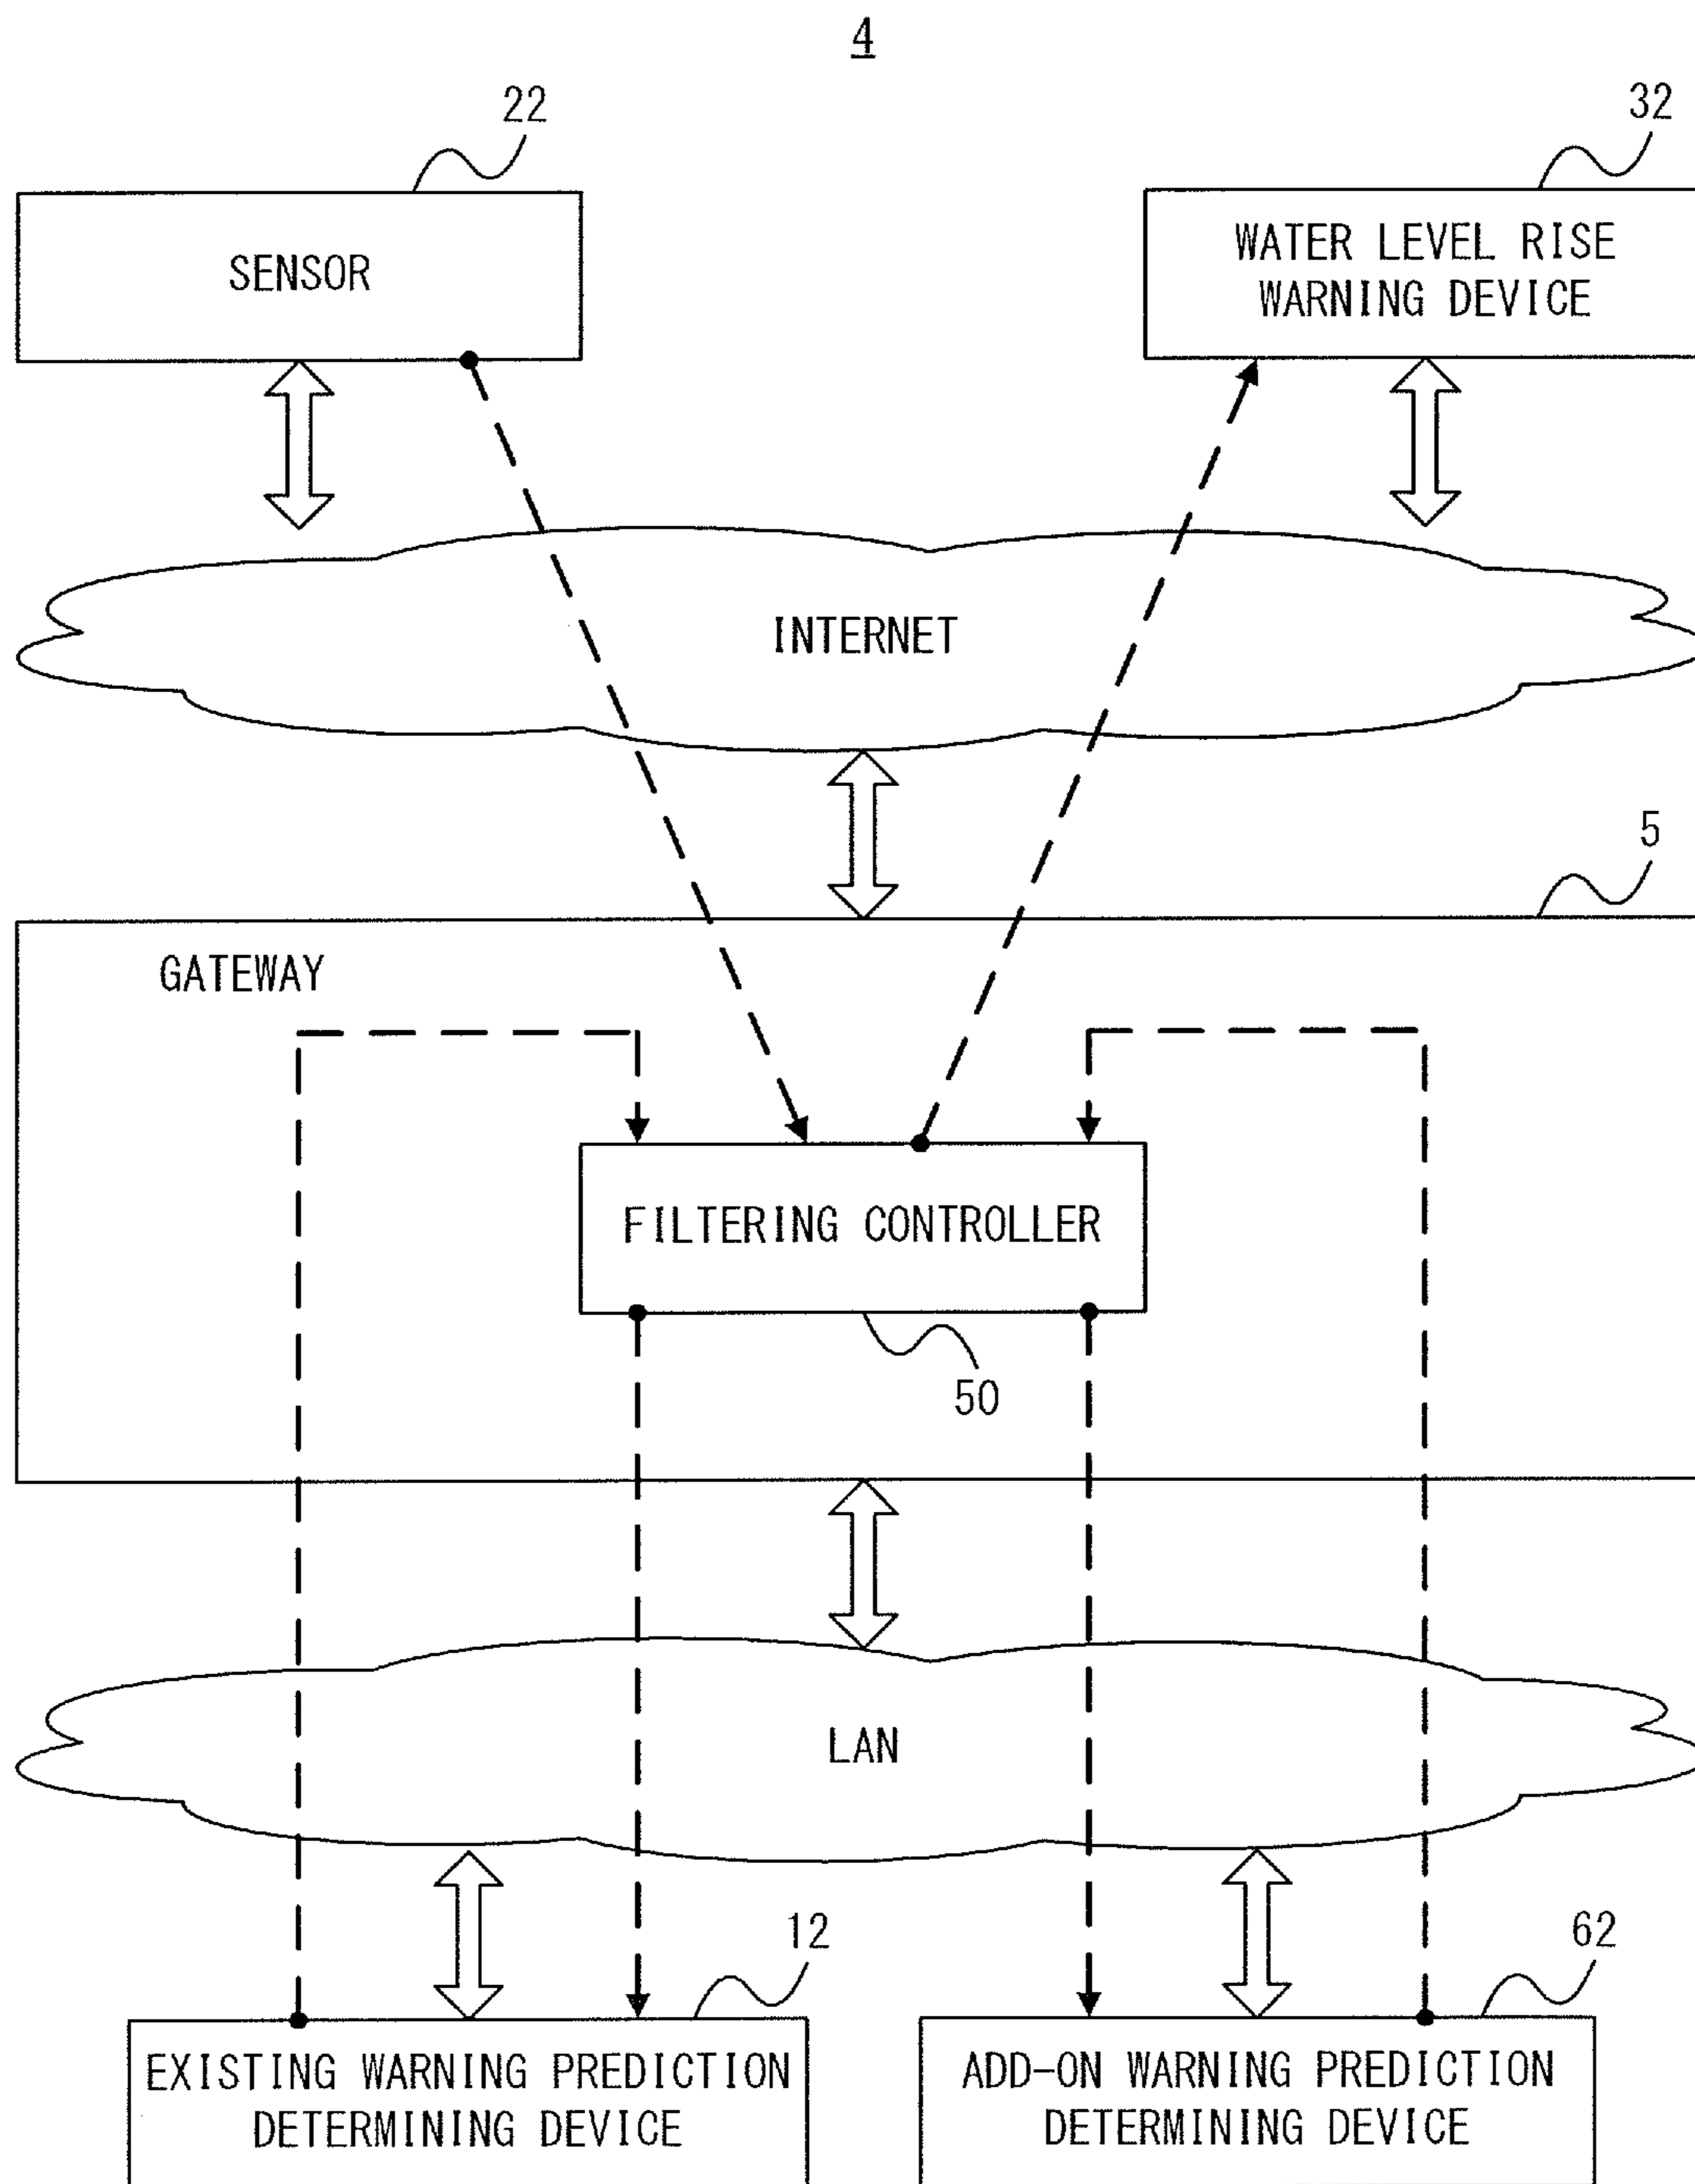 4
22
32
SENSOR
WATER LEVEL RISE
WARNING DEVICE
INTERNET
5
GATEWAY
FILTERING CONTROLLER
50
LAN
12
62
EXISTING WARNING PREDICTION
DETERMINING DEVICE
ADD-ON WARNING PREDICTION
DETERMINING DEVICE